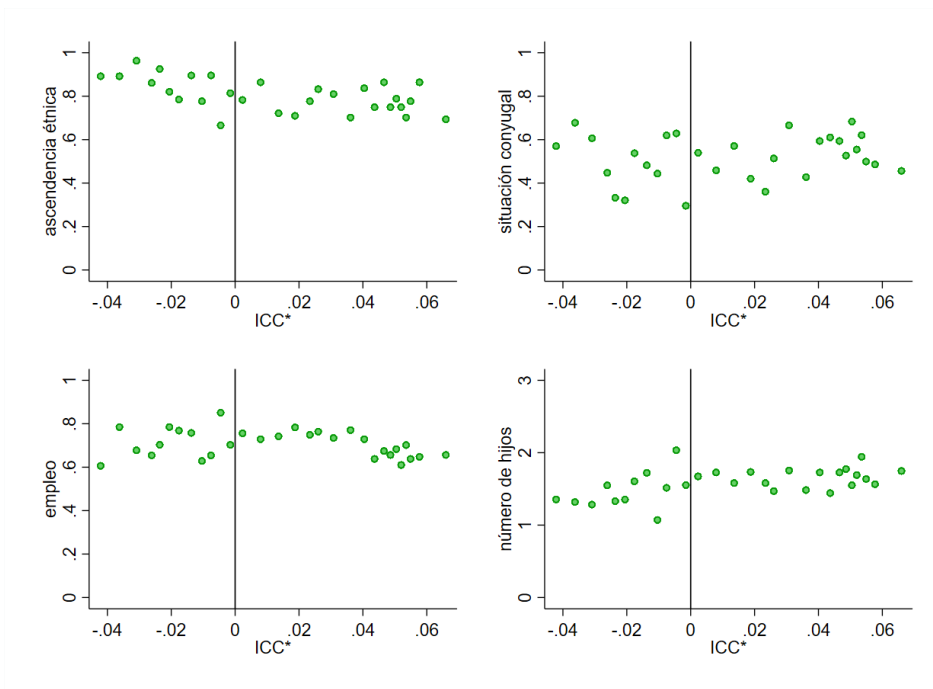 ascendencia étnica
0 .2 .4 .6 .8 1
-.04 -.02 0 .02 .04 .06
ICC*
situación conyugal
0 .2 .4 .6 .8 1
-.04 -.02 0 .02 .04 .06
ICC*
empleo
0 .2 .4 .6 .8 1
-.04 -.02 0 .02 .04 .06
ICC*
número de hijos
0 1 2 3
-.04 -.02 0 .02 .04 .06
ICC*